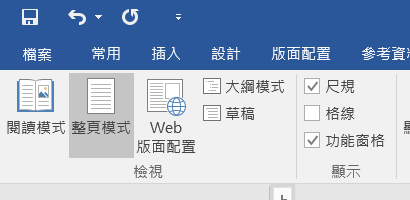 檔案 常用 插入 設計 版面配置 參考資
閱讀模式 整頁模式 Web
版面配置
大綱模式
草稿
檢視
尺規
格線
功能窗格
顯示